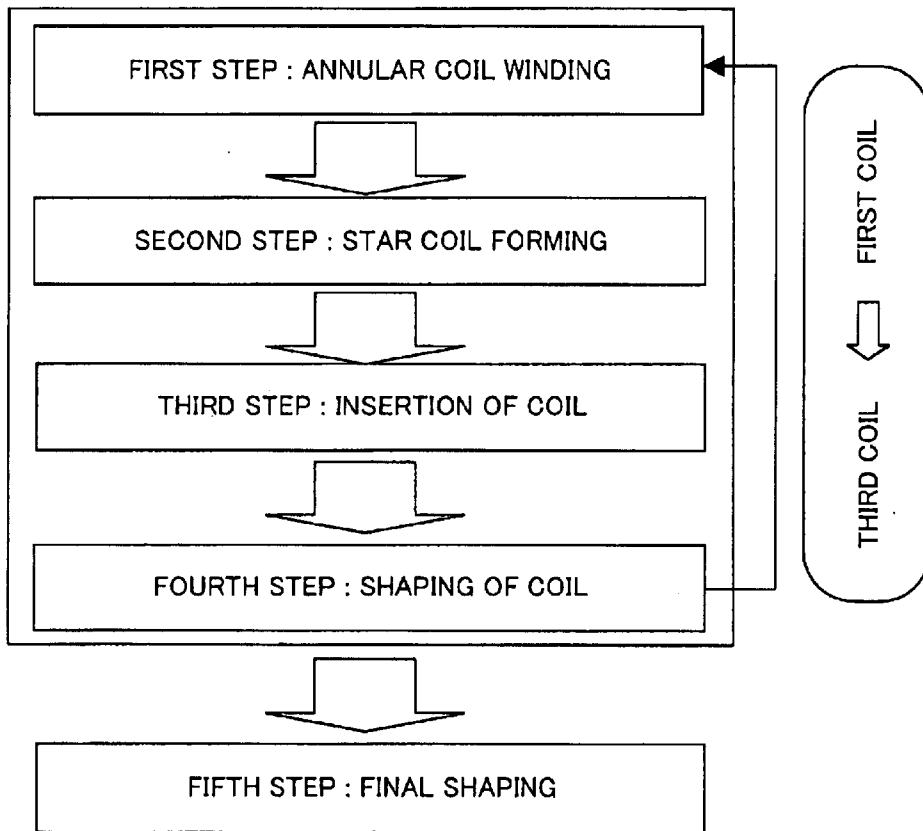 FIRST STEP : ANNULAR COIL WINDING
SECOND STEP : STAR COIL FORMING
THIRD STEP : INSERTION OF COIL
FOURTH STEP : SHAPING OF COIL
FIFTH STEP : FINAL SHAPING
FIRST COIL
THIRD COIL